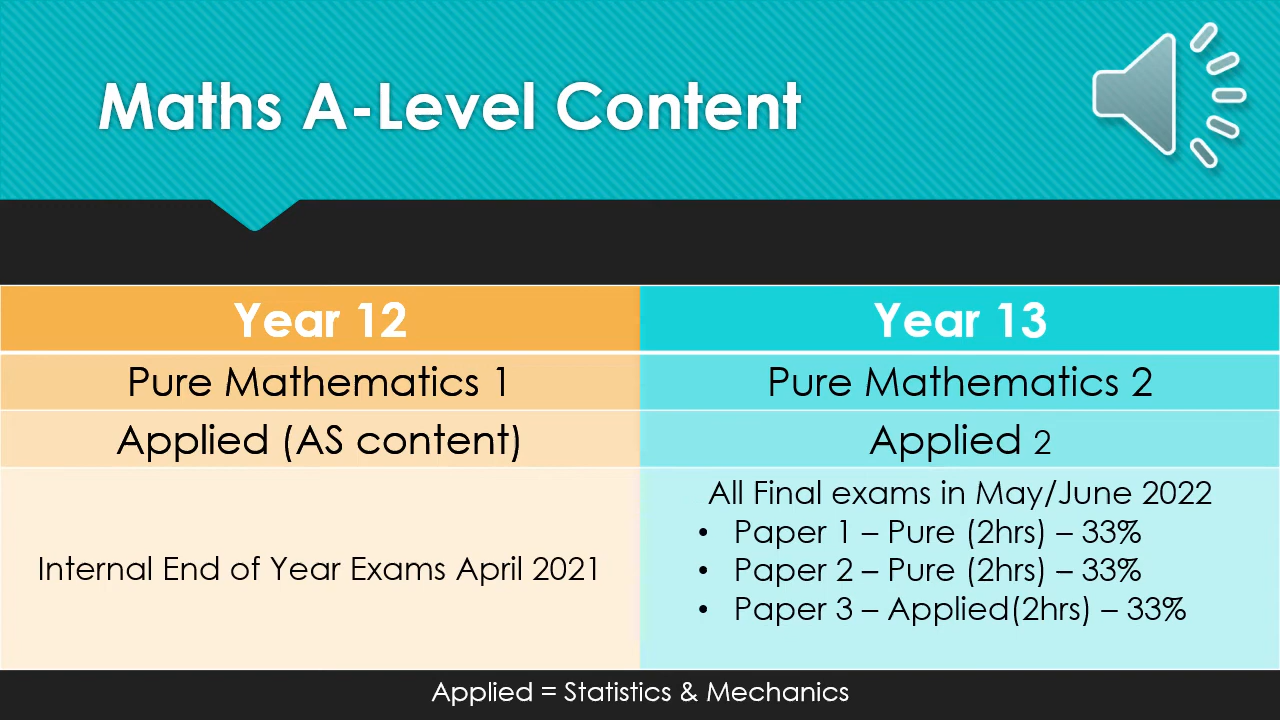 Maths A-Level Content
Year 12
Year 13
Pure Mathematics 1
Pure Mathematics 2
Applied (AS content)
Applied 2
Internal End of Year Exams April 2021
All Final exams in May/June 2022
• Paper 1 – Pure (2hrs) – 33%
• Paper 2 – Pure (2hrs) – 33%
• Paper 3 – Applied(2hrs) – 33%
Applied = Statistics & Mechanics